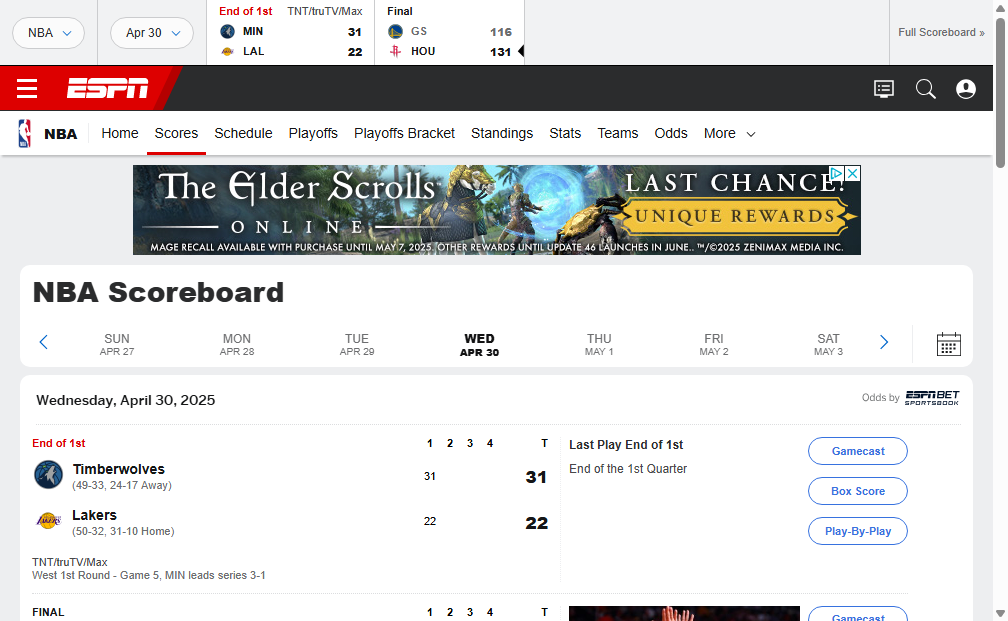 NBA
Apr 30
End of 1st TNT/truTV/Max
MIN 31
LAL 22
Final
GS 116
HOU 131
Full Scoreboard »
ESPN
NBA Home Scores Schedule Playoffs Playoffs Bracket Standings Stats Teams Odds More
The Elder Scrolls
ONLINE
LAST CHANCE!
UNIQUE REWARDS
MAGE RECALL AVAILABLE WITH PURCHASE UNTIL MAY 7, 2025. OTHER REWARDS UNTIL UPDATE 46 LAUNCHES IN JUNE.. ™/©2025 ZENIMAX MEDIA INC.
NBA Scoreboard
SUN MON TUE WED THU FRI SAT
APR 27 APR 28 APR 29 APR 30 MAY 1 MAY 2 MAY 3
Wednesday, April 30, 2025
Odds by ESPN BET SPORTSBOOK
End of 1st 1 2 3 4 T
Timberwolves 31 31
(49-33, 24-17 Away)
Lakers 22 22
(50-32, 31-10 Home)
TNT/truTV/Max
West 1st Round - Game 5, MIN leads series 3-1
Last Play End of 1st
End of the 1st Quarter
Gamecast
Box Score
Play-By-Play
FINAL 1 2 3 4 T
Gamecast